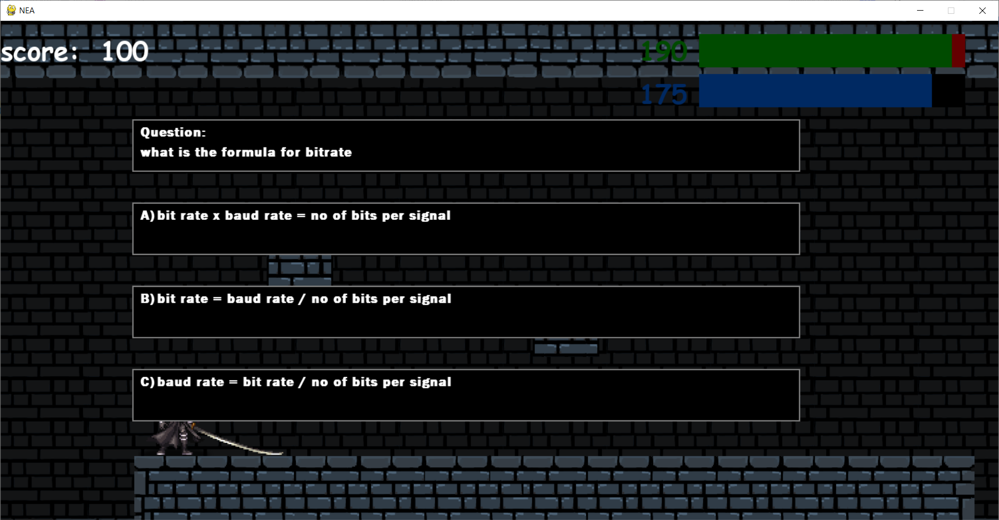 NEA
score: 100
190
175
Question:
what is the formula for bitrate
A) bit rate x baud rate = no of bits per signal
B) bit rate = baud rate / no of bits per signal
C) baud rate = bit rate / no of bits per signal